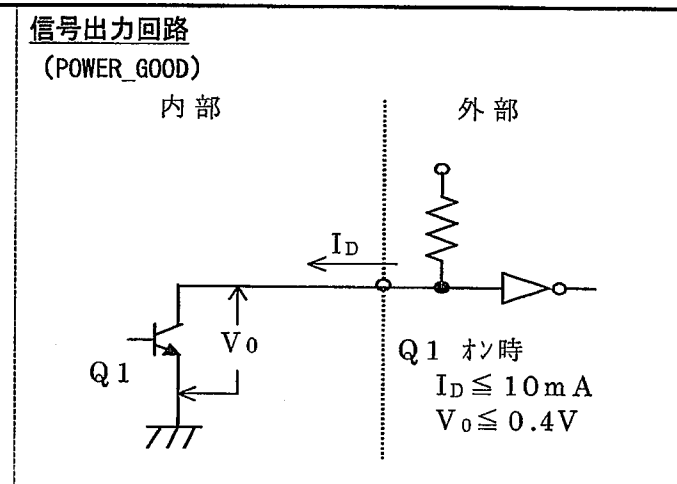 信号出力回路
(POWER_GOOD)
内部
外部
ID
V0
Q1
Q1 オン時
ID≦10mA
V0≦0.4V